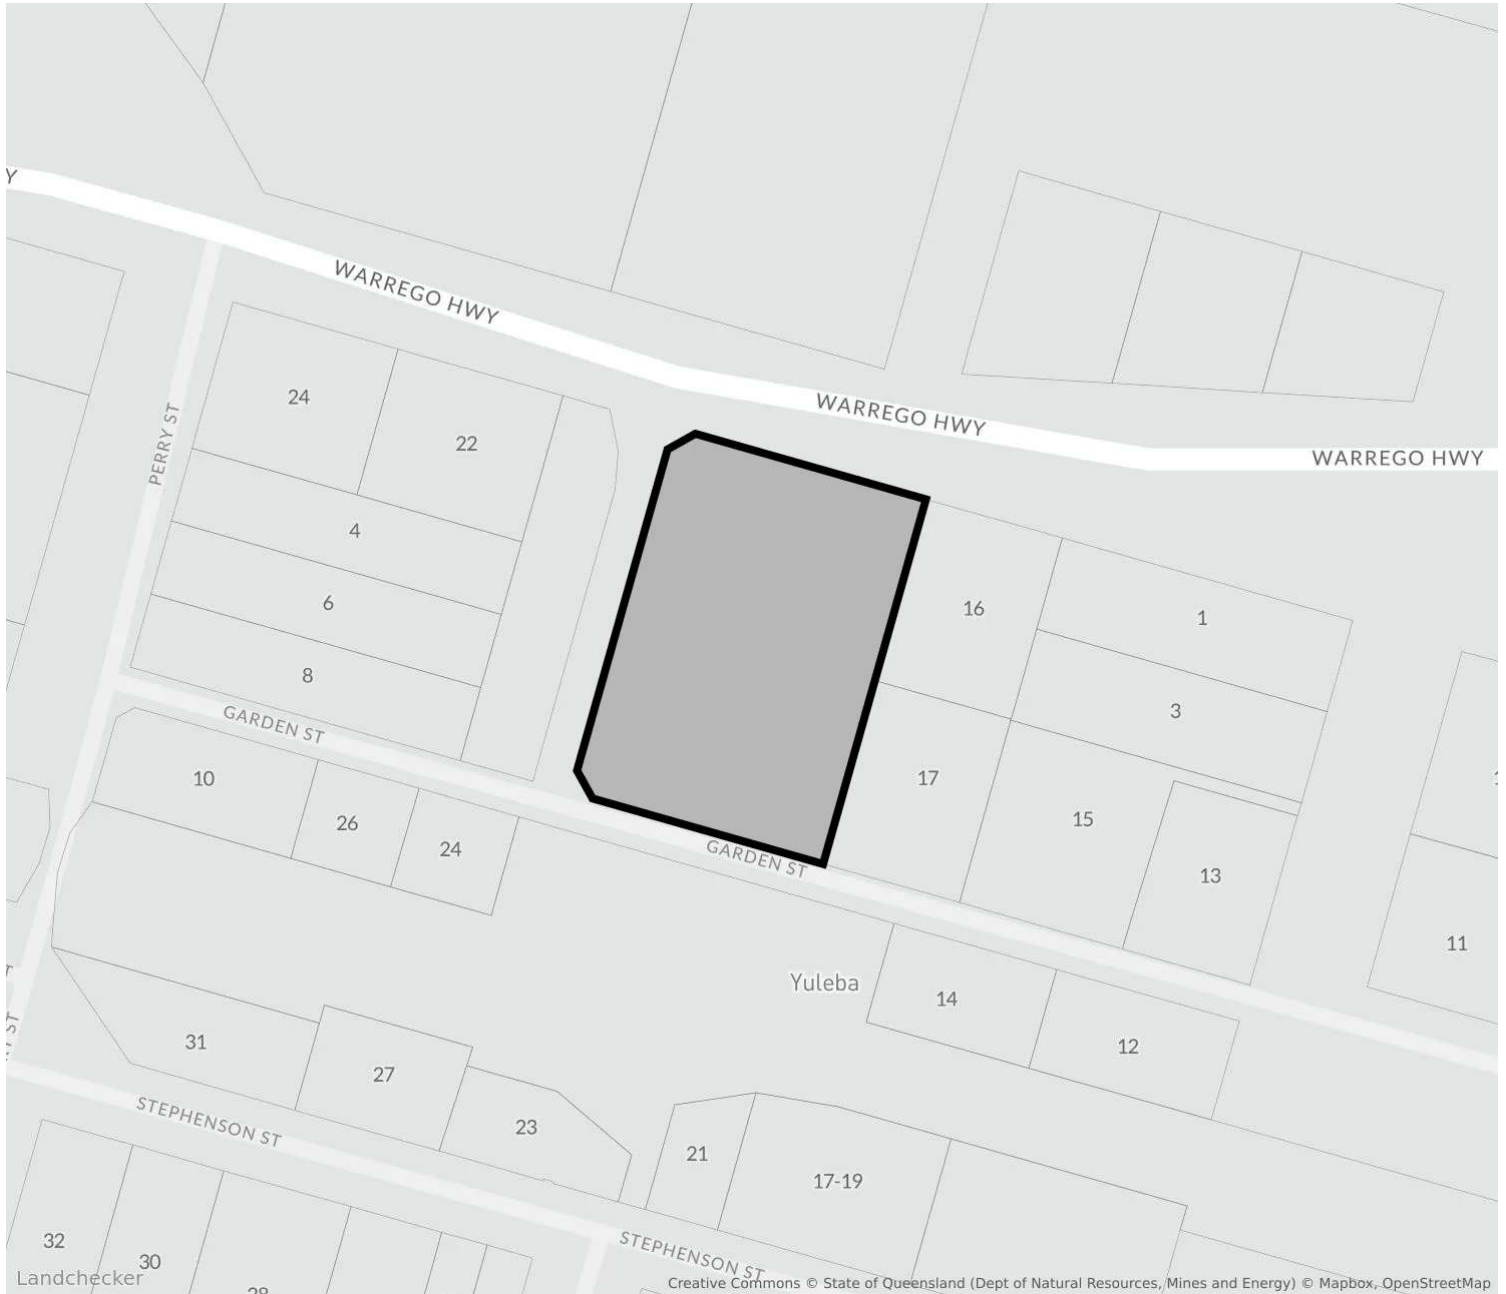 Y
WARREGO HWY
WARREGO HWY
WARREGO HWY
PERRY ST
24
22
4
6
8
16
1
3
GARDEN ST
10
26
24
GARDEN ST
17
15
13
11
Yuleba
14
12
31
27
23
21
17-19
STEPHENSON ST
STEPHENSON ST
32
30
Landchecker
Creative Commons © State of Queensland (Dept of Natural Resources, Mines and Energy) © Mapbox, OpenStreetMap